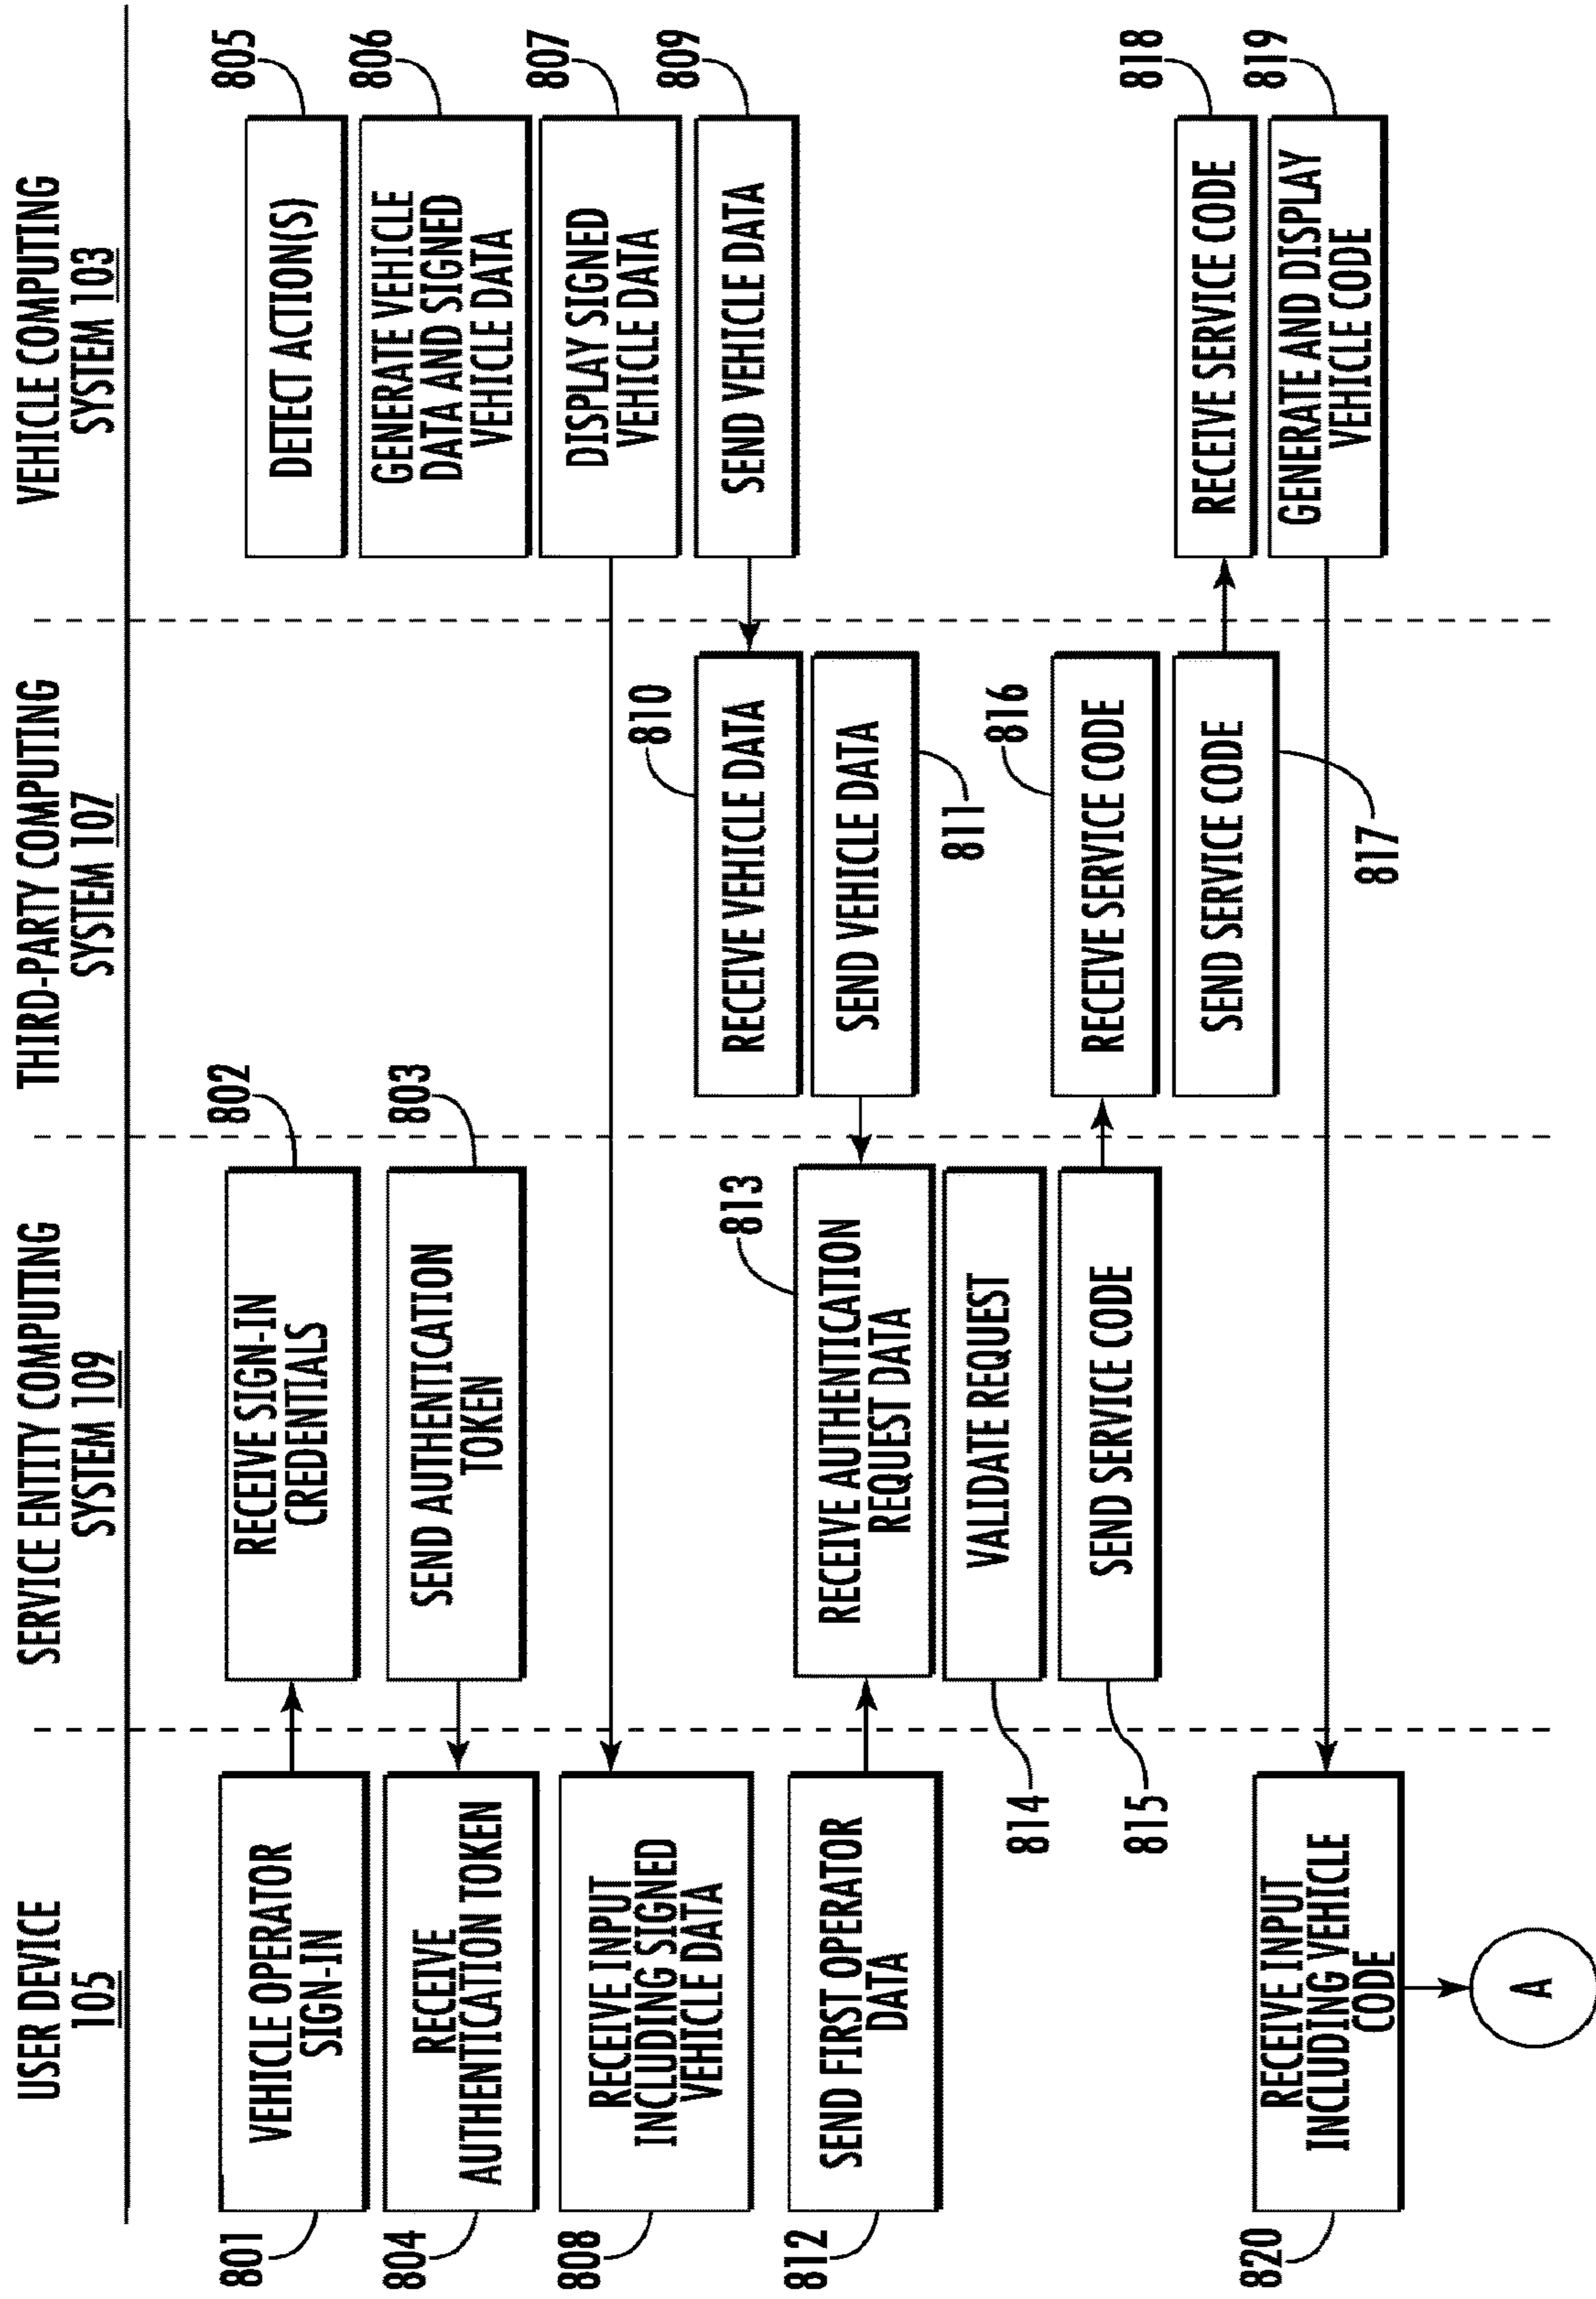 USER DEVICE
105
SERVICE ENTITY COMPUTING
SYSTEM 109
THIRD-PARTY COMPUTING
SYSTEM 107
VEHICLE COMPUTING
SYSTEM 103
801
VEHICLE OPERATOR
SIGN-IN
802
RECEIVE SIGN-IN
CREDENTIALS
803
SEND AUTHENTICATION
TOKEN
804
RECEIVE
AUTHENTICATION TOKEN
805
DETECT ACTION(S)
806
GENERATE VEHICLE
DATA AND SIGNED
VEHICLE DATA
807
DISPLAY SIGNED
VEHICLE DATA
808
RECEIVE INPUT
INCLUDING SIGNED
VEHICLE DATA
809
SEND VEHICLE DATA
810
RECEIVE VEHICLE DATA
811
SEND VEHICLE DATA
812
SEND FIRST OPERATOR
DATA
813
RECEIVE AUTHENTICATION
REQUEST DATA
814
VALIDATE REQUEST
815
SEND SERVICE CODE
816
RECEIVE SERVICE CODE
817
SEND SERVICE CODE
818
RECEIVE SERVICE CODE
819
GENERATE AND DISPLAY
VEHICLE CODE
820
RECEIVE INPUT
INCLUDING VEHICLE
CODE
A